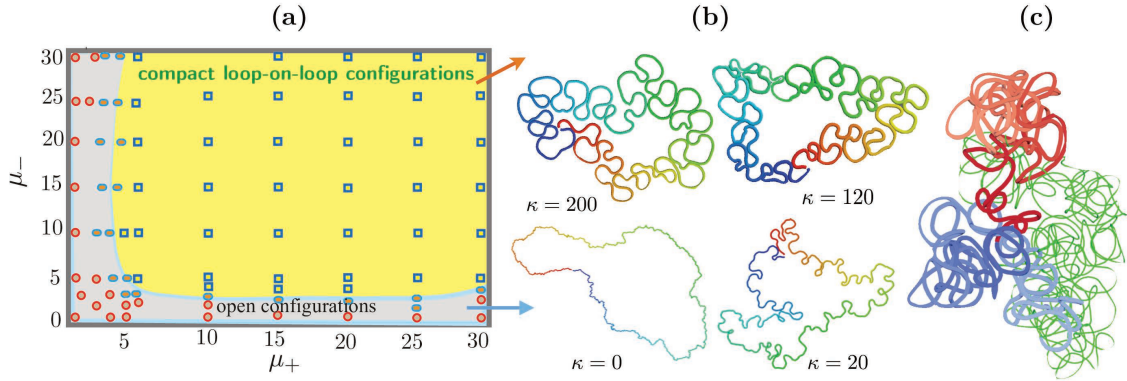 (a)
(b)
(c)
30
25
20
15
10
5
0
μ−
compact loop-on-loop configurations
open configurations
5
10
15
20
25
30
μ+
κ = 200
κ = 120
κ = 0
κ = 20